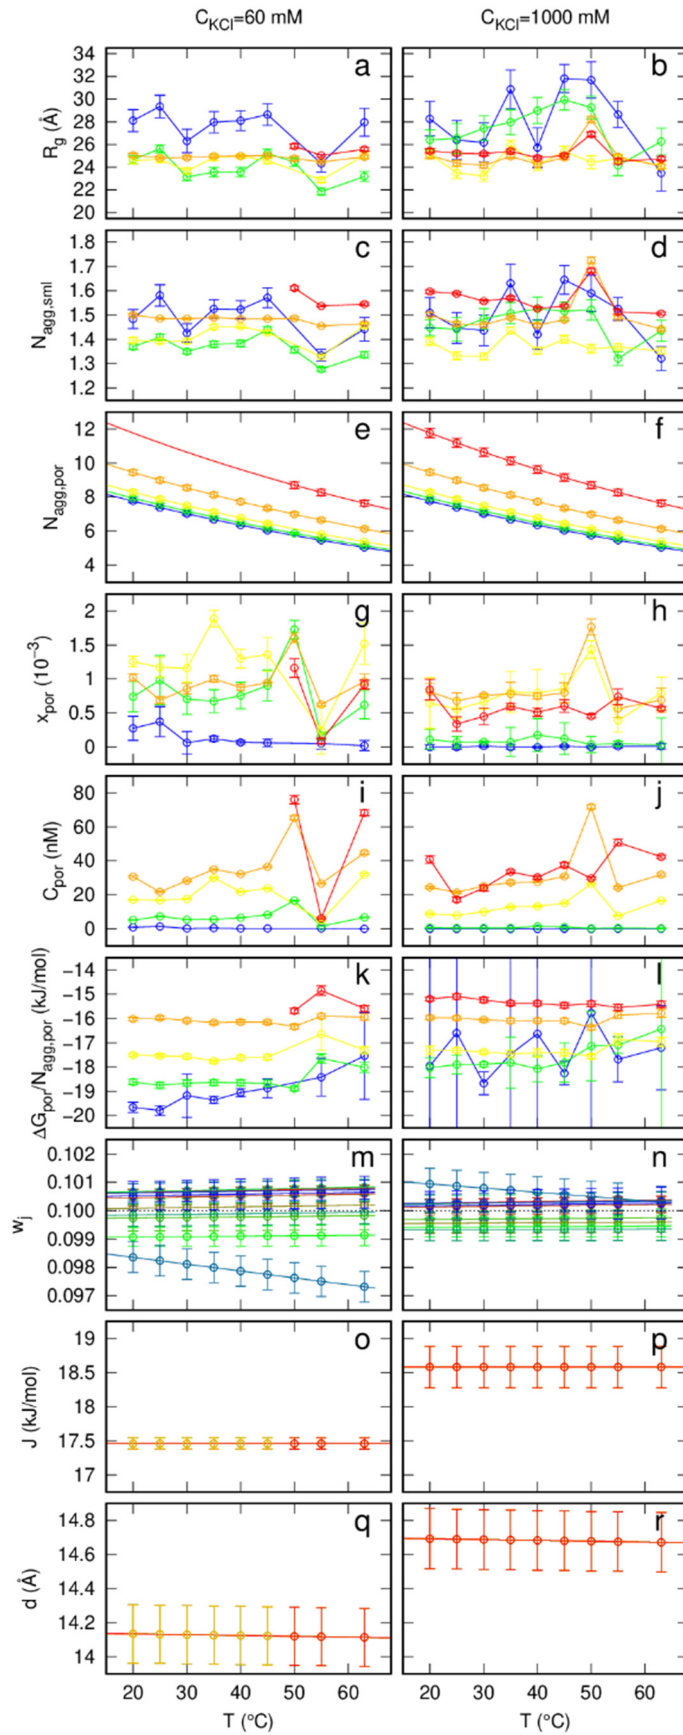 C_KCl=60 mM C_KCl=1000 mM
R_g (Å) 34 32 30 28 26 24 22 20 a b
N_agg,sml 1.8 1.7 1.6 1.5 1.4 1.3 1.2 c d
N_agg,por 12 10 8 6 4 e f
x_por (10^−3) 2 1.5 1 0.5 0 g h
C_por (nM) 80 60 40 20 0 i j
ΔG_por/N_agg,por (kJ/mol) −14 −15 −16 −17 −18 −19 −20 k l
w_j 0.102 0.101 0.100 0.099 0.098 0.097 m n
J (kJ/mol) 19 18.5 18 17.5 17 o p
d (Å) 14.8 14.6 14.4 14.2 14 q r
20 30 40 50 60 20 30 40 50 60
T (°C) T (°C)